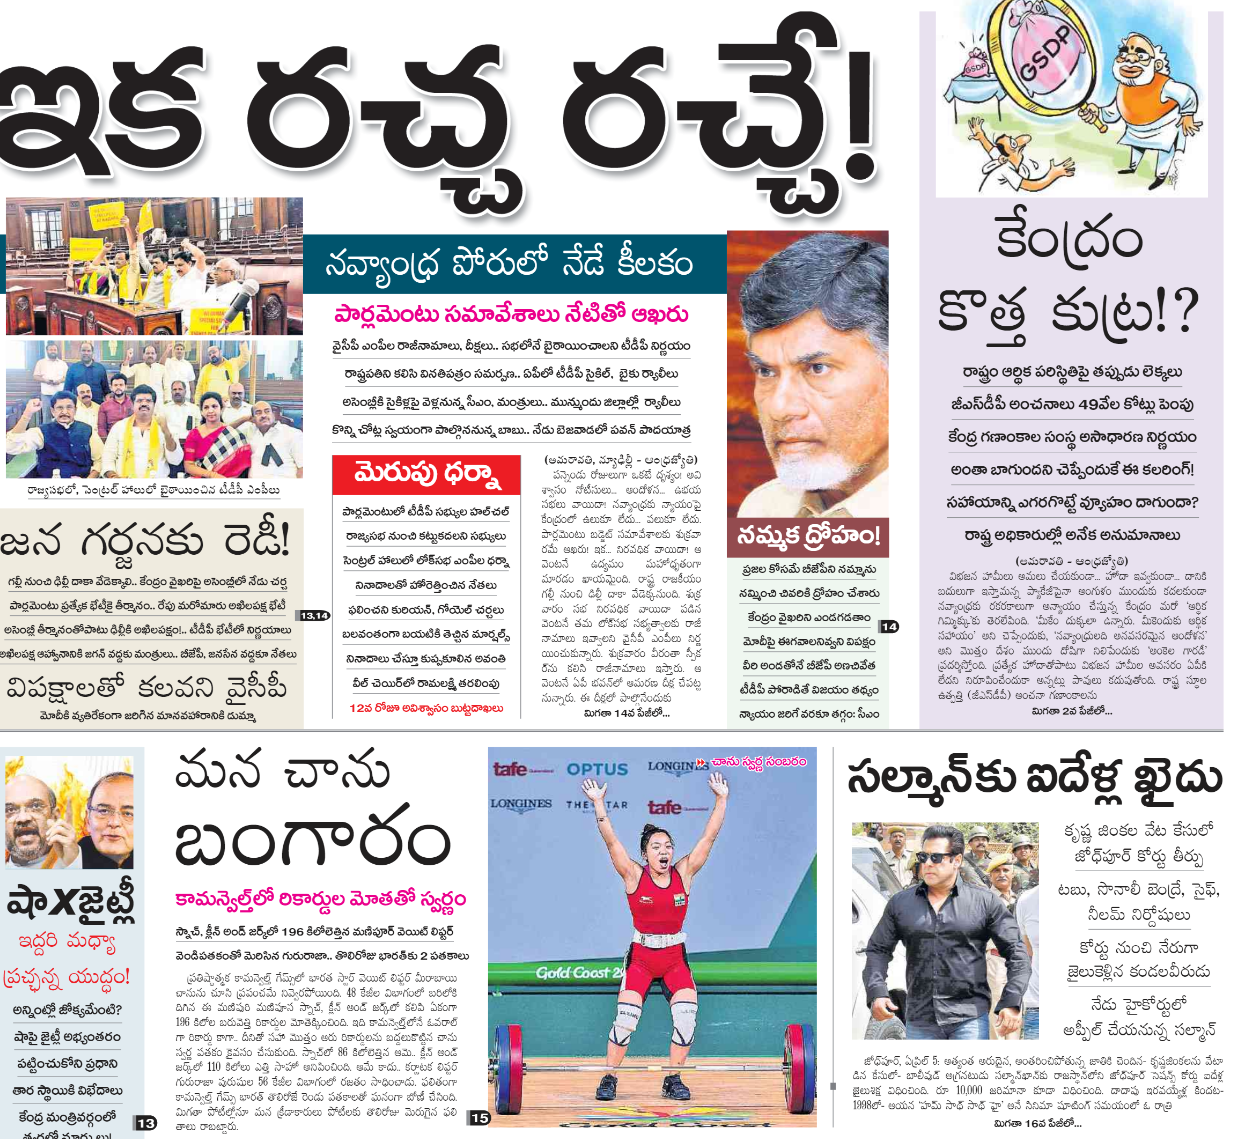 ఇక రచ్చ రచ్చే!
నవ్యాంధ్ర పోరులో నేడే కీలకం
పార్లమెంటు సమావేశాలు నేటితో ఆఖరు
వైసీపీ ఎంపీల రాజీనామాలు, దీక్షలు.. సభలోనే బైఠాయించాలని టీడీపీ నిర్ణయం
రాష్ట్రపతిని కలిసి వినతిపత్రం సమర్పణ.. ఏపీలో టీడీపీ సైకిల్, బైకు ర్యాలీలు
అసెంబ్లీకి సైకిళ్లపై వెళ్లనున్న సీఎం, మంత్రులు.. మున్ముందు జిల్లాల్లో ర్యాలీలు
కొన్ని చోట్ల స్వయంగా పాల్గొననున్న బాబు.. నేడు బెజవాడలో పవన్ పాదయాత్ర
రాజ్యసభలో, సెంట్రల్ హాలులో బైఠాయించిన టీడీపీ ఎంపీలు
జన గర్జనకు రెడీ!
గల్లీ నుంచి ఢిల్లీ దాకా వేడెక్కాలి.. కేంద్రం వైఖరిపై అసెంబ్లీలో నేడు చర్చ
పార్లమెంటు ప్రత్యేక భేటీకై తీర్మానం.. రేపు మరోమారు అఖిలపక్ష భేటీ
అసెంబ్లీ తీర్మానంతోపాటు ఢిల్లీకి అఖిలపక్షం!.. టీడీపీ భేటీలో నిర్ణయాలు
అఖిలపక్ష ఆహ్వానానికి జగన్ వద్దకు మంత్రులు.. బీజేపీ, జనసేన వద్దకూ నేతలు
13,14
విపక్షాలతో కలవని వైసీపీ
మోదీకి వ్యతిరేకంగా జరిగిన మానవహారానికి డుమ్మా
మెరుపు ధర్నా
పార్లమెంటులో టీడీపీ సభ్యుల హల్‌చల్
రాజ్యసభ నుంచి కట్టుకదలని సభ్యులు
సెంట్రల్ హాలులో లోక్‌సభ ఎంపీల ధర్నా
నినాదాలతో హోరెత్తించిన నేతలు
ఫలించని కురియన్, గోయెల్ చర్చలు
బలవంతంగా బయటికి తెచ్చిన మార్షల్స్
నినాదాలు చేస్తూ కుప్పకూలిన అవంతి
వీల్ చెయిర్‌లో రామలక్ష్మి తరలింపు
12వ రోజూ అవిశ్వాసం బుట్టదాఖలు
(అమరావతి, న్యూఢిల్లీ - ఆంధ్రజ్యోతి)
పన్నెండు రోజులుగా ఒకటే దృశ్యం! అవి
శ్వాసం నోటీసులు... ఆందోళన... ఉభయ
సభలు వాయిదా! నవ్యాంధ్రకు న్యాయంపై
కేంద్రంలో ఉలుకూ లేదు... పలుకూ లేదు.
పార్లమెంటు బడ్జెట్ సమావేశాలకు శుక్రవా
రమే ఆఖరు! ఇక.. నిరవధిక వాయిదా! ఆ
వెంటనే ఉద్యమం మహోధృతంగా
మారడం ఖాయమైంది. రాష్ట్ర రాజకీయం
గల్లీ నుంచి ఢిల్లీ దాకా వేడెక్కనుంది. శుక్ర
వారం సభ నిరవధిక వాయిదా పడిన
వెంటనే తమ లోక్‌సభ సభ్యత్వాలకు రాజీ
నామాలు ఇవ్వాలని వైసీపీ ఎంపీలు నిర్ణ
యించుకున్నారు. శుక్రవారం వీరంతా స్పీక
ర్‌ను కలిసి రాజీనామాలు ఇస్తారు. ఆ
వెంటనే ఏపీ భవన్‌లో ఆమరణ దీక్ష చేపట్ట
నున్నారు. ఈ దీక్షలో పాల్గొనేందుకు
మిగతా 14వ పేజీలో...
నమ్మక ద్రోహం!
ప్రజల కోసమే బీజేపీని నమ్మాను
నమ్మించి చివరికి ద్రోహం చేశారు
కేంద్రం వైఖరిని ఎండగడతాం
మోదీపై ఈగవాలనివ్వని విపక్షం
వీరి అండతోనే బీజేపీ అణచివేత
టీడీపీ పోరాడితే విజయం తథ్యం
న్యాయం జరిగే వరకూ తగ్గం: సీఎం
14
GSDP
GSDP
కేంద్రం
కొత్త కుట్ర!?
రాష్ట్రం ఆర్థిక పరిస్థితిపై తప్పుడు లెక్కలు
జీఎస్‌డీపీ అంచనాలు 49వేల కోట్లు పెంపు
కేంద్ర గణాంకాల సంస్థ అసాధారణ నిర్ణయం
అంతా బాగుందని చెప్పేందుకే ఈ కలరింగ్!
సహాయాన్ని ఎగరగొట్టే వ్యూహం దాగుందా?
రాష్ట్ర అధికారుల్లో అనేక అనుమానాలు
(అమరావతి - ఆంధ్రజ్యోతి)
విభజన హామీలు అమలు చేయకుండా... హోదా ఇవ్వకుండా... దానికి
బదులుగా ఇస్తామన్న ప్యాకేజీపైనా అంగుళం ముందుకు కదలకుండా
నవ్యాంధ్రకు రకరకాలుగా అన్యాయం చేస్తున్న కేంద్రం మరో 'ఆర్థిక
గిమ్మిక్కు'కు తెరలేపింది. 'మీకేం దుక్కలా ఉన్నారు. మీకెందుకు ఆర్థిక
సహాయం' అని చెప్పేందుకు, 'నవ్యాంధ్రులది అనవసరమైన ఆందోళన'
అని మొత్తం దేశం ముందు దోషిగా నిలిపేందుకు 'అంకెల గారడీ'
ప్రదర్శిస్తోంది. ప్రత్యేక హోదాతోపాటు విభజన హామీల అవసరం ఏపీకి
లేదని నిరూపించేందుకా అన్నట్లు పావులు కదుపుతోంది. రాష్ట్ర స్థూల
ఉత్పత్తి (జీఎస్‌డీపీ) అంచనా గణాంకాలను
మిగతా 2వ పేజీలో...
షాxజైట్లీ
ఇద్దరి మధ్యా
ప్రచ్ఛన్న యుద్ధం!
అన్నింట్లో జోక్యమేంటి?
షాపై జైట్లీ అభ్యంతరం
పట్టించుకోని ప్రధాని
తార స్థాయికి విభేదాలు
కేంద్ర మంత్రివర్గంలో
13
మన చాను
బంగారం
కామన్వెల్త్‌లో రికార్డుల మోతతో స్వర్ణం
స్నాచ్, క్లీన్ అండ్ జర్క్‌లో 196 కిలోలెత్తిన మణిపూర్ వెయిట్ లిఫ్టర్
వెండిపతకంతో మెరిసిన గురురాజా.. తొలిరోజు భారత్‌కు 2 పతకాలు
ప్రతిష్ఠాత్మక కామన్వెల్త్ గేమ్స్‌లో భారత స్టార్ వెయిట్ లిఫ్టర్ మీరాబాయి
చానును చూసి ప్రపంచమే నివ్వెరపోయింది. 48 కేజీల విభాగంలో బరిలోకి
దిగిన ఈ మణిపురి మణిపూస స్నాచ్, క్లీన్ అండ్ జర్క్‌లో కలిపి ఏకంగా
196 కిలోల బరువెత్తి రికార్డుల మోతెక్కించింది. ఇది కామన్వెల్త్‌లోనే ఓవరాల్
గా రికార్డు కాగా.. దీనితో సహా మొత్తం ఆరు రికార్డులను బద్దలుకొట్టిన చాను
స్వర్ణ పతకం కైవసం చేసుకుంది. స్నాచ్‌లో 86 కిలోలెత్తిన ఆమె.. క్లీన్ అండ్
జర్క్‌లో 110 కిలోలు ఎత్తి సాహో అనిపించింది. ఆమే కాదు.. కర్ణాటక లిఫ్టర్
గురురాజా పురుషుల 56 కేజీల విభాగంలో రజతం సాధించాడు. ఫలితంగా
కామన్వెల్త్ గేమ్స్ భారత్ తొలిరోజే రెండు పతకాలతో ఘనంగా బోణీ చేసింది.
మిగతా పోటీల్లోనూ మన క్రీడాకారులు పోటీలకు తొలిరోజు మెరుగైన ఫలి
తాలు రాబట్టారు.
15
చాను స్వర్ణ సంబరం
tafe Queensland
OPTUS
LONGINES
LONGINES
THE STAR
tafe
Gold Coast 2
సల్మాన్‌కు ఐదేళ్ల ఖైదు
కృష్ణ జింకల వేట కేసులో
జోధ్‌పూర్ కోర్టు తీర్పు
టబు, సొనాలీ బెంద్రే, సైఫ్,
నీలమ్ నిర్దోషులు
కోర్టు నుంచి నేరుగా
జైలుకెళ్లిన కండలవీరుడు
నేడు హైకోర్టులో
అప్పీల్ చేయనున్న సల్మాన్
జోధ్‌పూర్, ఏప్రిల్ 5: అత్యంత అరుదైన, అంతరించిపోతున్న జాతికి చెందిన- కృష్ణజింకలను వేటా
డిన కేసులో- బాలీవుడ్ అగ్రనటుడు సల్మాన్‌ఖాన్‌కు రాజస్థాన్‌లోని జోధ్‌పూర్ సెషన్స్ కోర్టు ఐదేళ్ల
జైలుశిక్ష విధించింది. రూ 10,000 జరిమానా కూడా విధించింది. దాదాపు ఇరవయ్యేళ్ల కిందట-
1998లో- ఆయన 'హమ్ సాథ్ సాథ్ హై' అనే సినిమా షూటింగ్ సమయంలో ఓ రాత్రి
మిగతా 16వ పేజీలో...